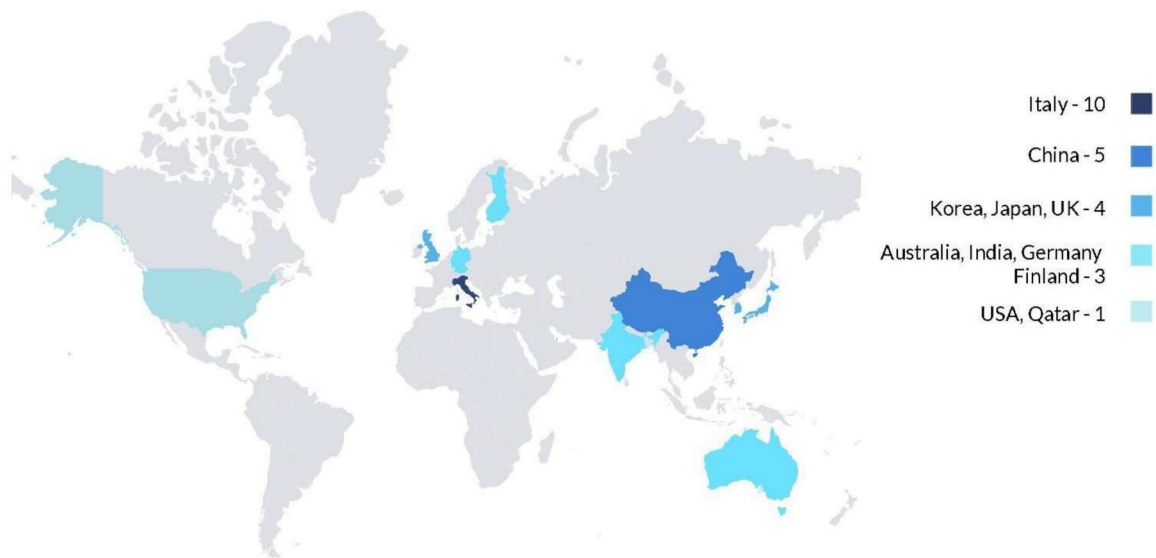 Italy - 10
China - 5
Korea, Japan, UK - 4
Australia, India, Germany
Finland - 3
USA, Qatar - 1